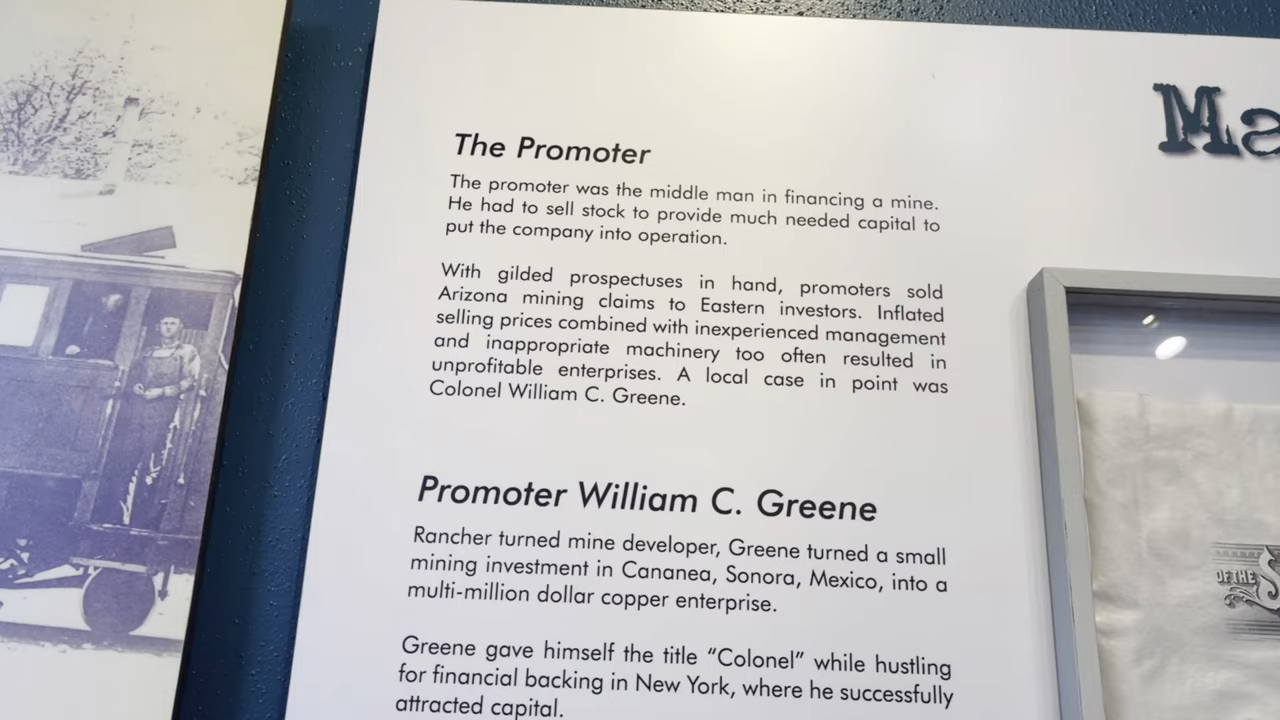 The Promoter
The promoter was the middle man in financing a mine.
He had to sell stock to provide much needed capital to
put the company into operation.
With gilded prospectuses in hand, promoters sold
Arizona mining claims to Eastern investors. Inflated
selling prices combined with inexperienced management
and inappropriate machinery too often resulted in
unprofitable enterprises. A local case in point was
Colonel William C. Greene.
Promoter William C. Greene
Rancher turned mine developer, Greene turned a small
mining investment in Cananea, Sonora, Mexico, into a
multi-million dollar copper enterprise.
Greene gave himself the title “Colonel” while hustling
for financial backing in New York, where he successfully
attracted capital.
Ma
OF THE S